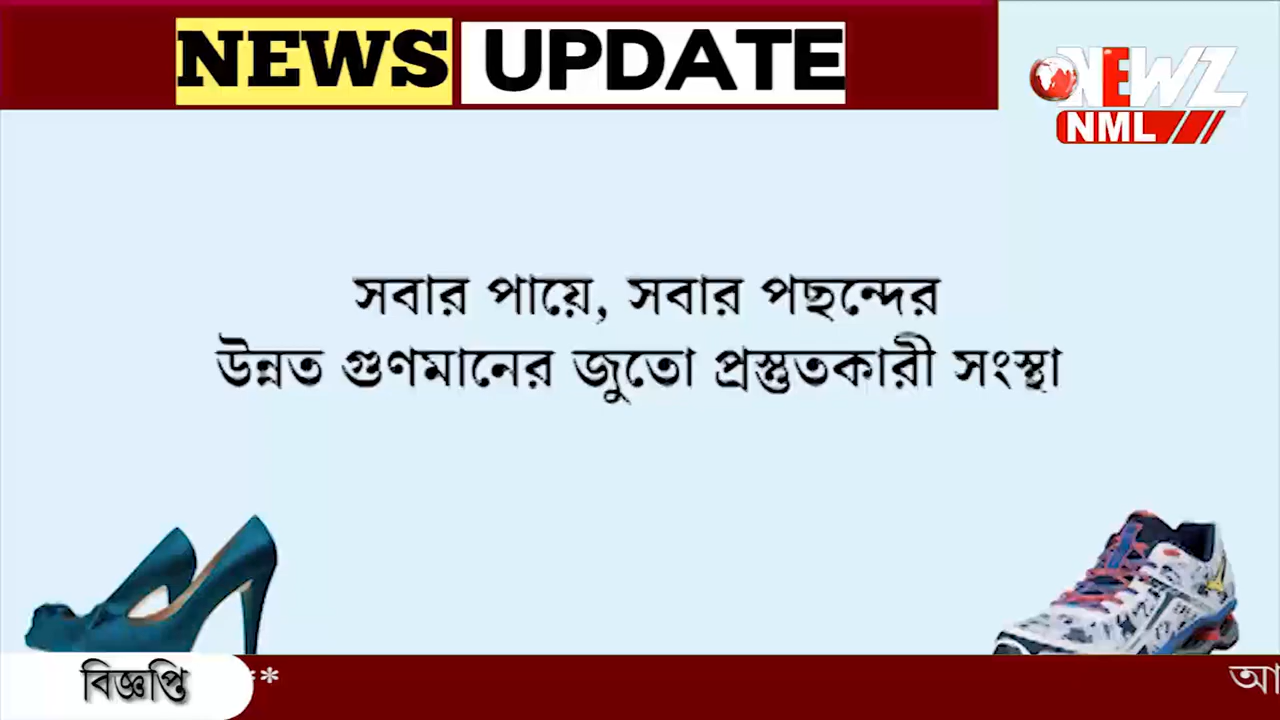 NEWS UPDATE
NEWZ
NML
সবার পায়ে, সবার পছন্দের
উন্নত গুণমানের জুতো প্রস্তুতকারী সংস্থা
বিজ্ঞপ্তি **